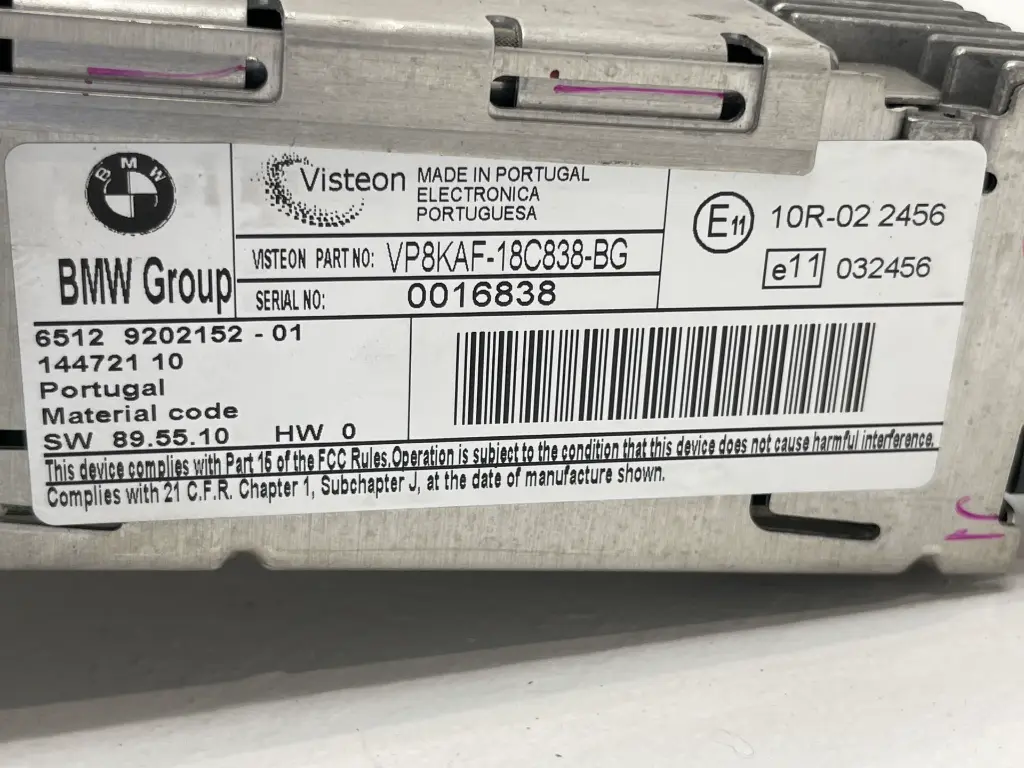 BMW
BMW Group
Visteon
MADE IN PORTUGAL
ELECTRONICA
PORTUGUESA
VISTEON PART NO: VP8KAF-18C838-BG
SERIAL NO: 0016838
E11 10R-02 2456
e11 032456
6512 9202152 - 01
144721 10
Portugal
Material code
SW 89.55.10 HW 0
This device complies with Part 15 of the FCC Rules.Operation is subject to the condition that this device does not cause harmful interference.
Complies with 21 C.F.R. Chapter 1, Subchapter J, at the date of manufacture shown.